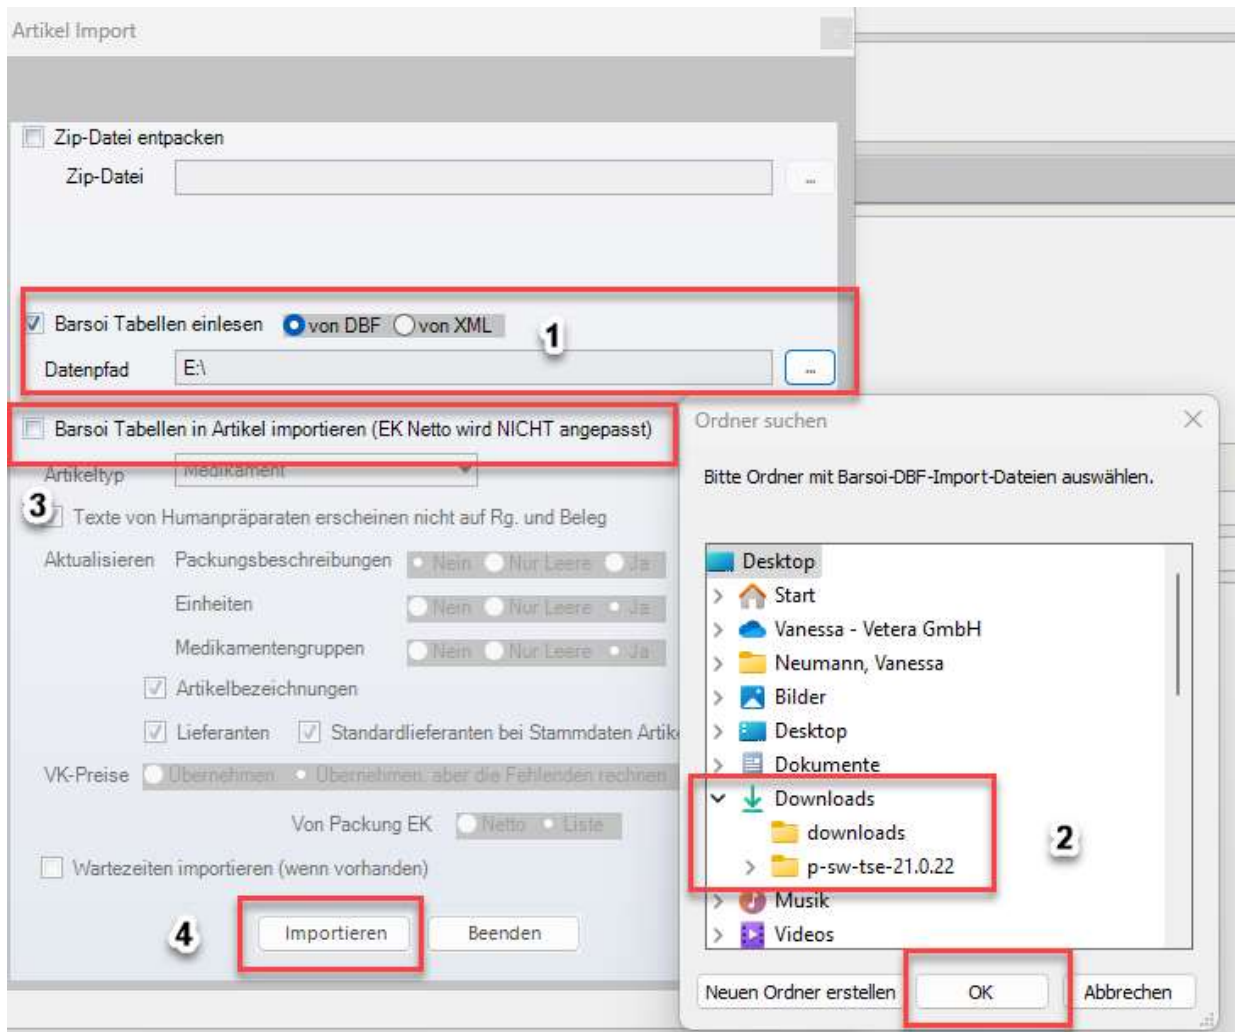 Artikel Import
Zip-Datei entpacken
Zip-Datei
...
Barsoi Tabellen einlesen von DBF von XML 1
Datenpfad E:\ ...
Barsoi Tabellen in Artikel importieren (EK Netto wird NICHT angepasst)
Artikeltyp Medikament
3
Texte von Humanpräparaten erscheinen nicht auf Rg. und Beleg
Aktualisieren Packungsbeschreibungen Nein Nur Leere Ja
Einheiten Nein Nur Leere Ja
Medikamentengruppen Nein Nur Leere Ja
Artikelbezeichnungen
Lieferanten Standardlieferanten bei Stammdaten Artik
VK-Preise Übernehmen Übernehmen, aber die Fehlenden rechnen
Von Packung EK Netto Liste
Wartezeiten importieren (wenn vorhanden)
4 Importieren Beenden
Ordner suchen
Bitte Ordner mit Barsoi-DBF-Import-Dateien auswählen.
Desktop
Start
Vanessa - Vetera GmbH
Neumann, Vanessa
Bilder
Desktop
Dokumente
Downloads
downloads 2
p-sw-tse-21.0.22
Musik
Videos
Neuen Ordner erstellen OK Abbrechen